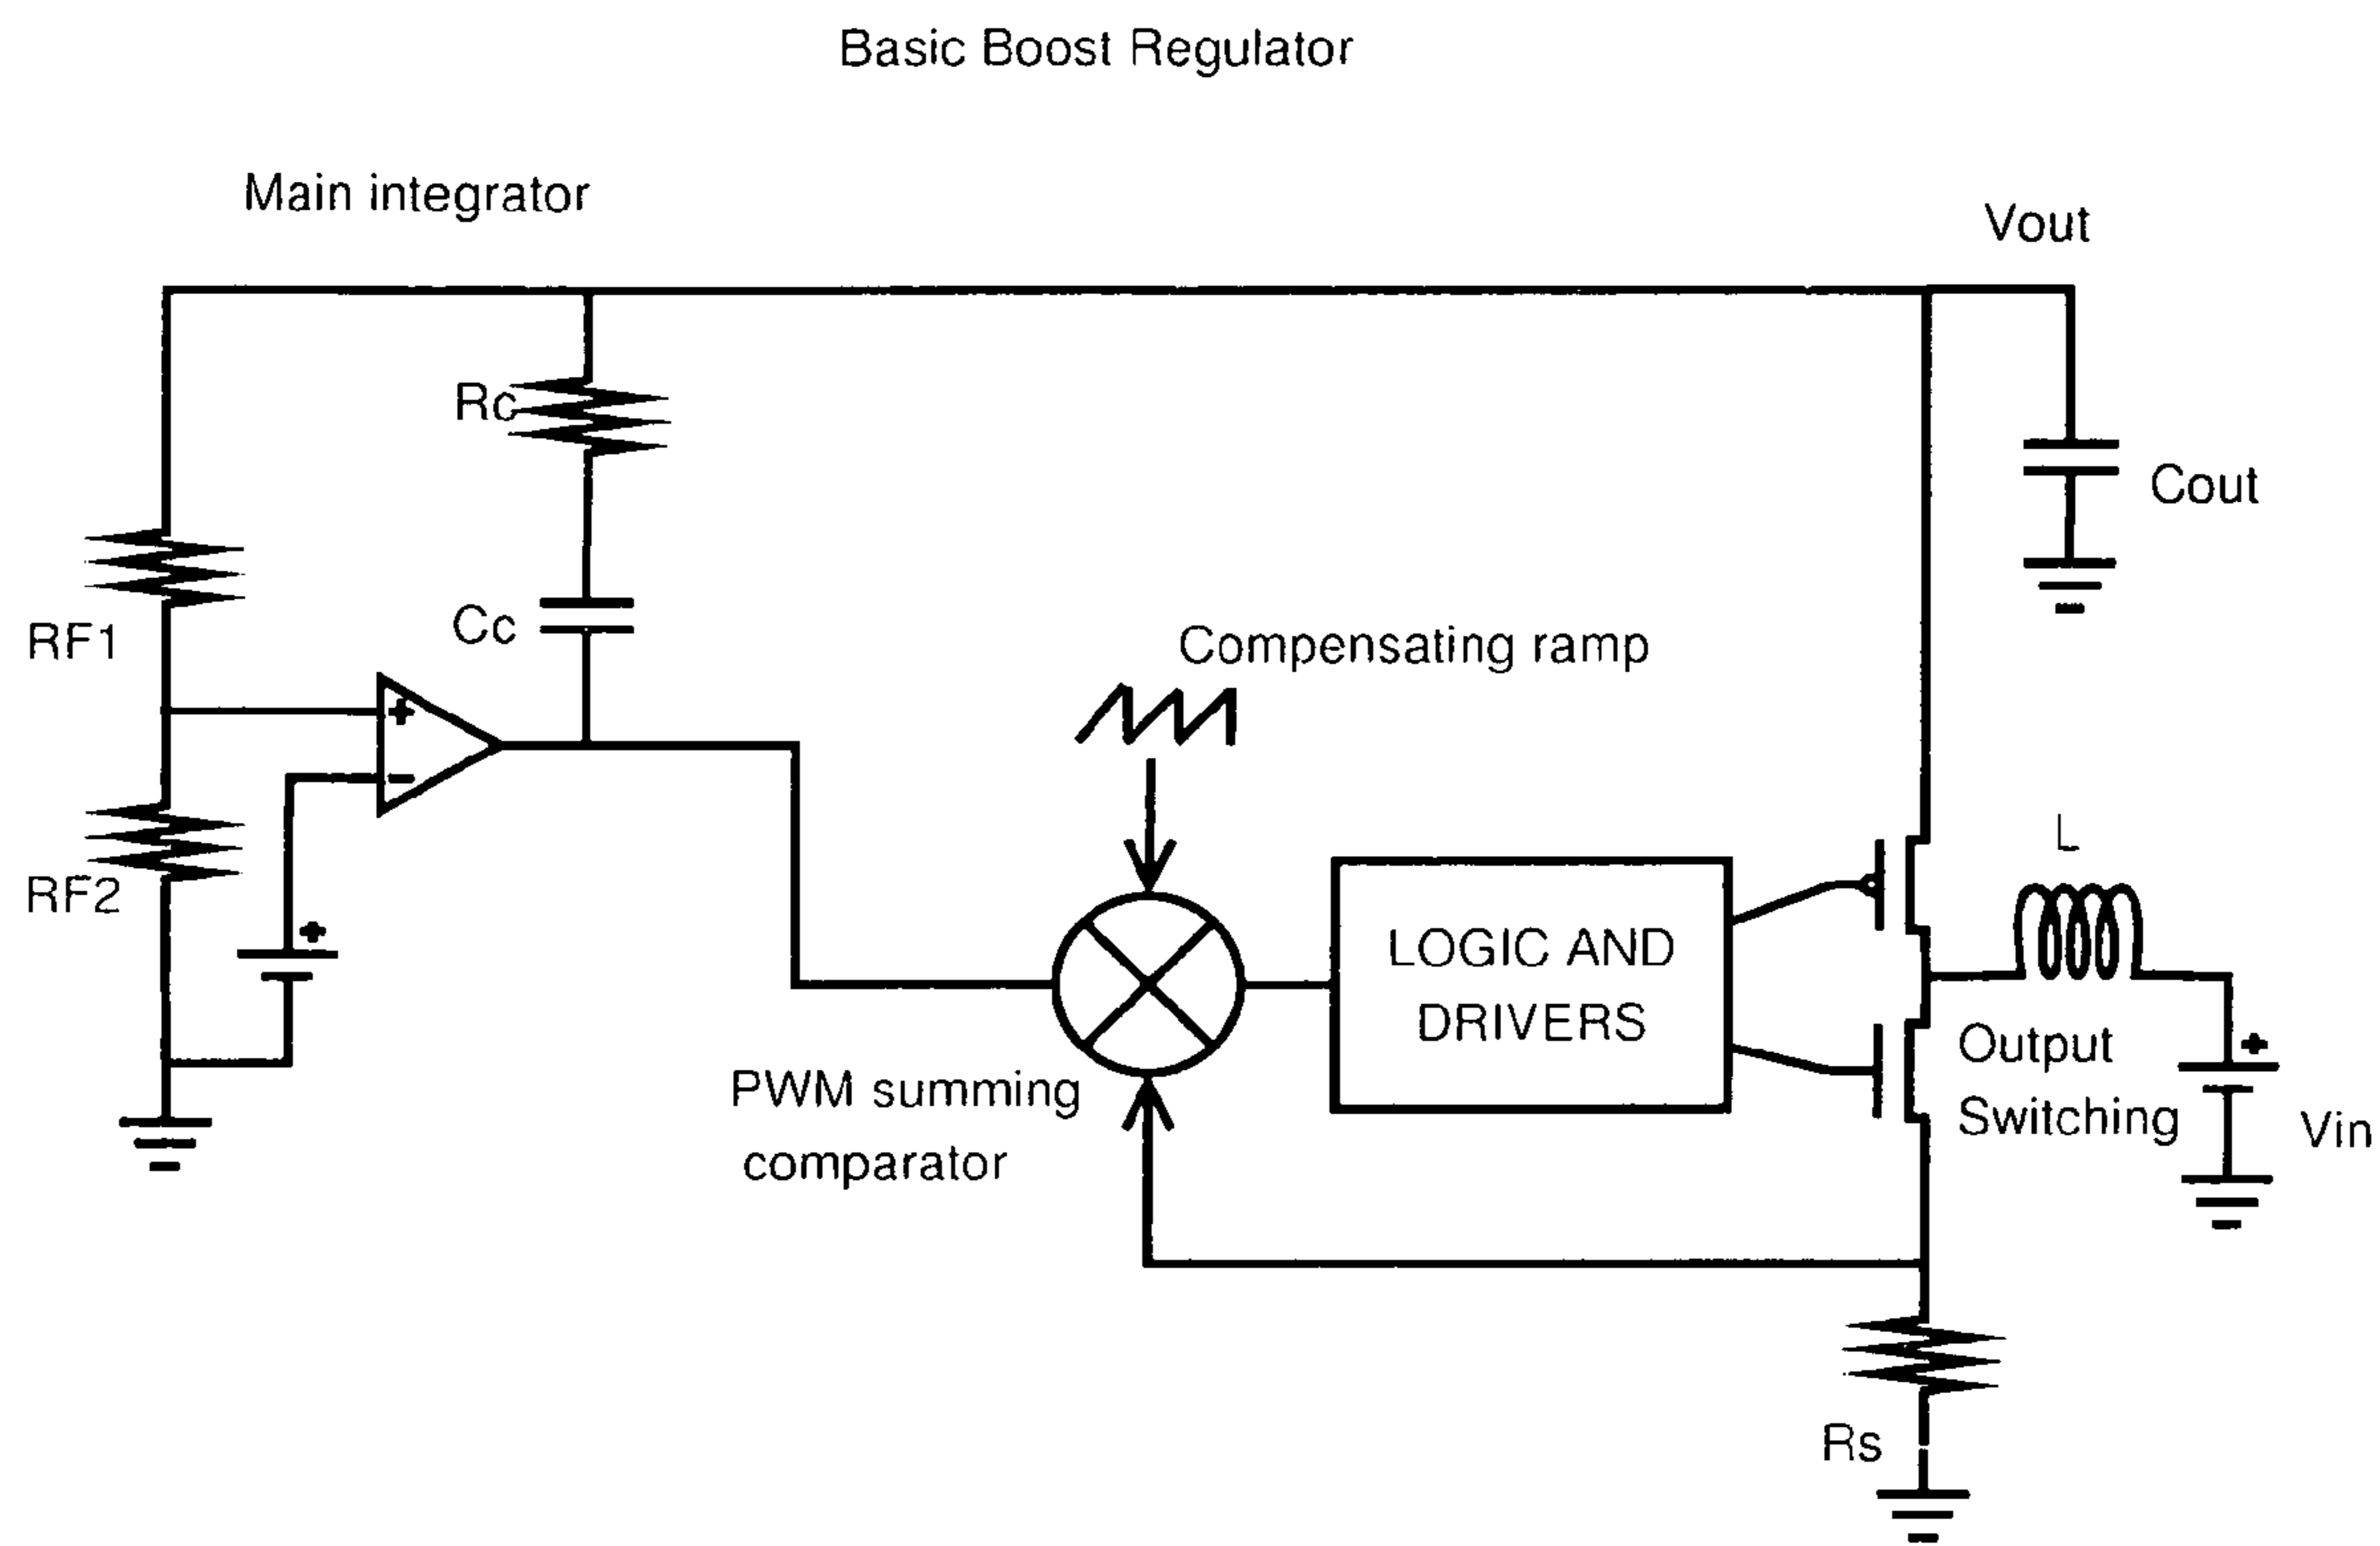 Basic Boost Regulator
Main integrator
Vout
Rc
Cout
RF1
Cc
Compensating ramp
+
−
L
RF2
+
LOGIC AND
DRIVERS
Output
Switching
+
Vin
PWM summing
comparator
Rs